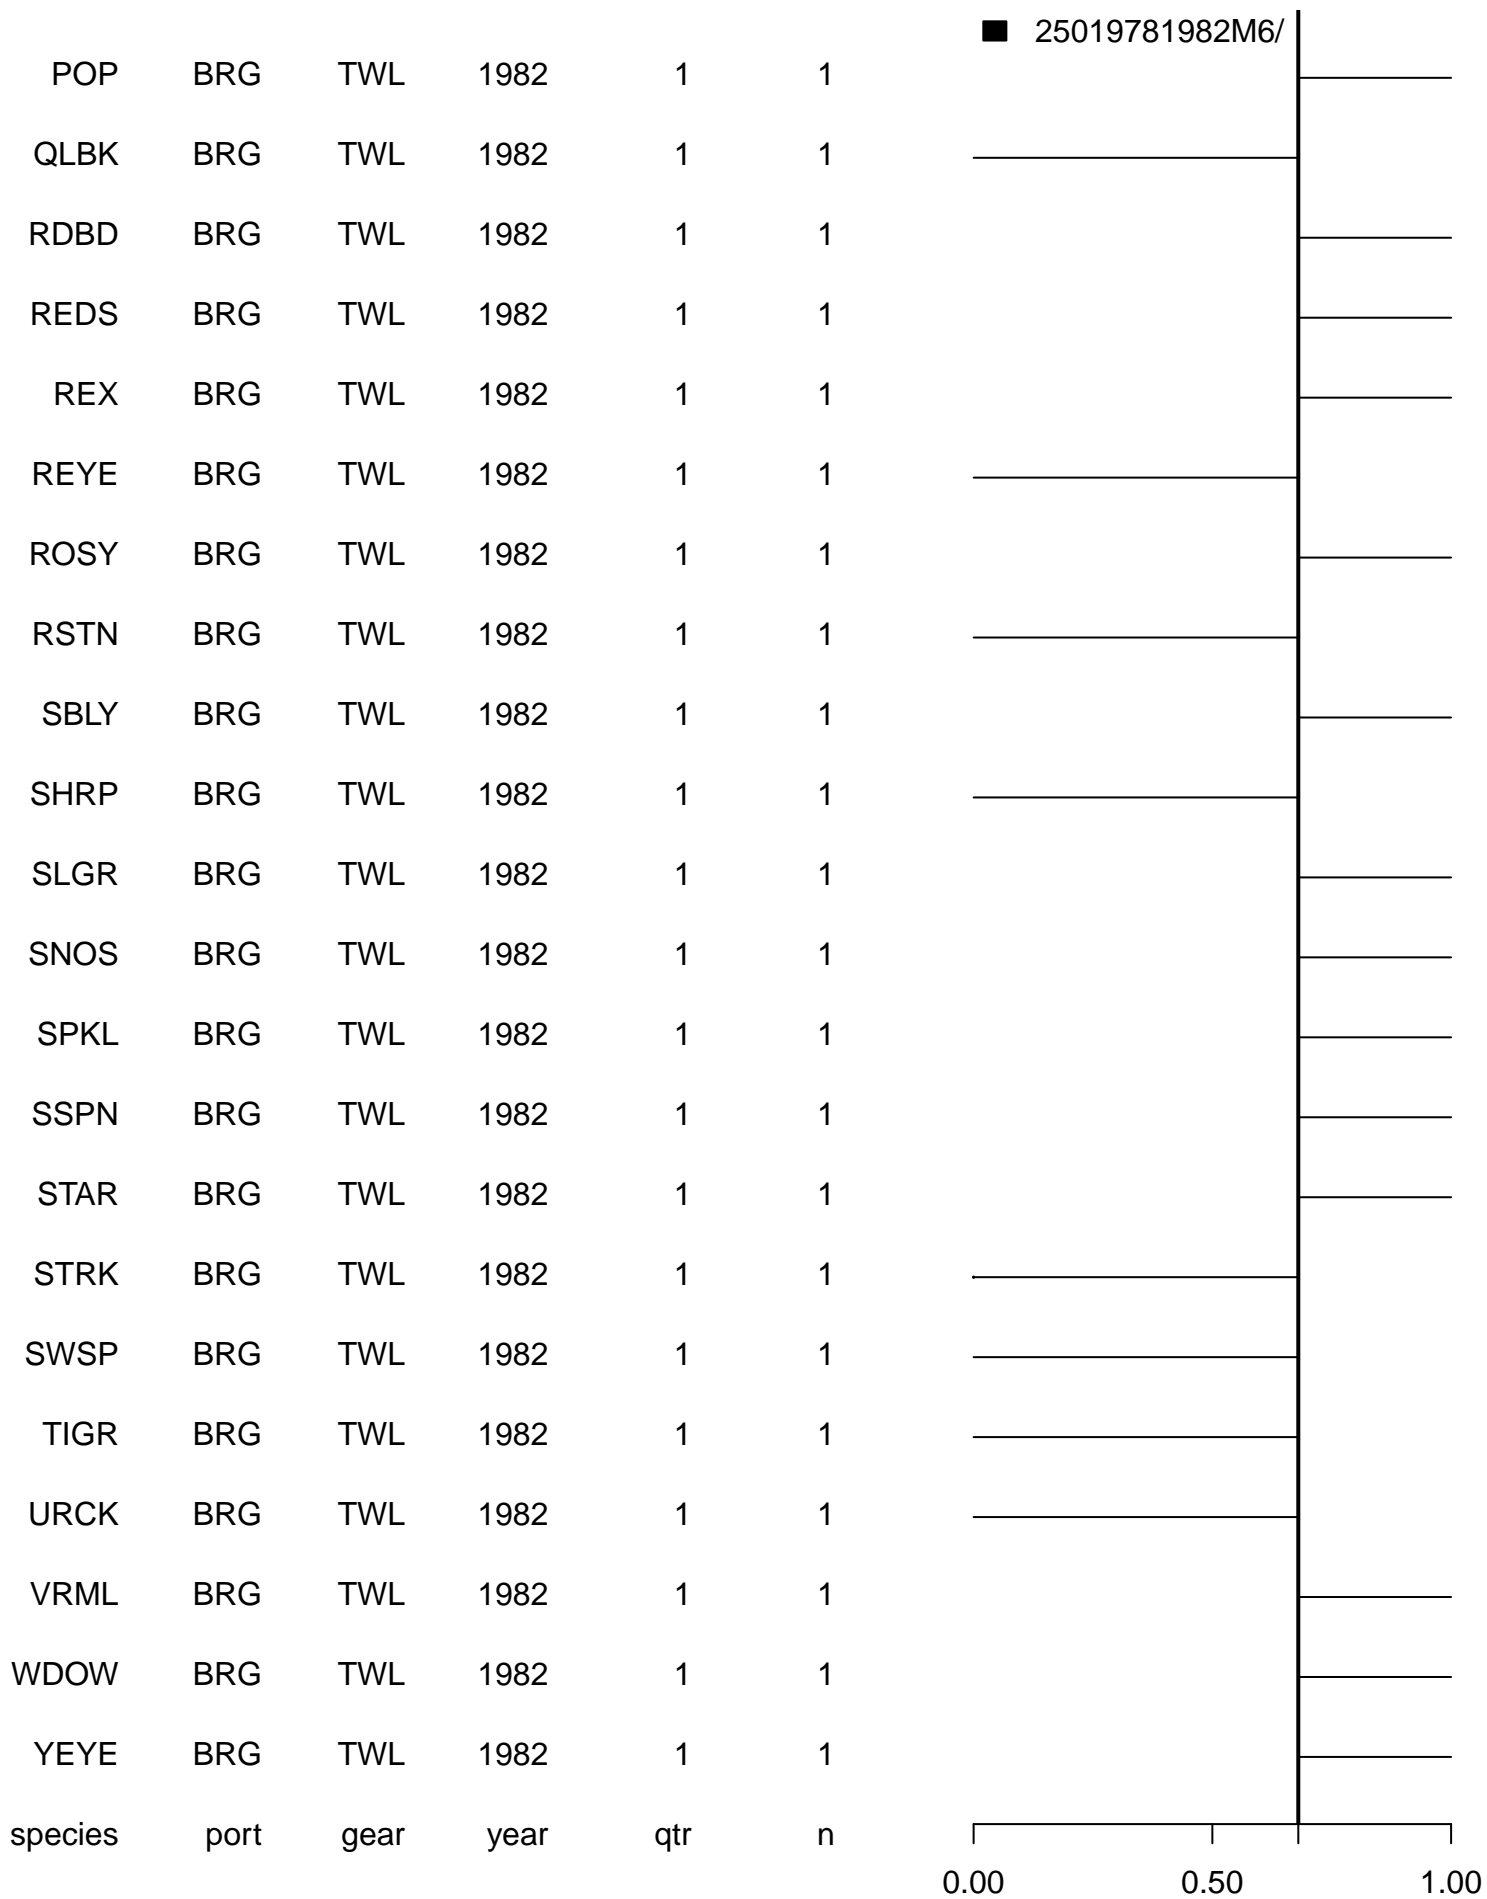 25019781982M6/
POP BRG TWL 1982 1 1
QLBK BRG TWL 1982 1 1
RDBD BRG TWL 1982 1 1
REDS BRG TWL 1982 1 1
REX BRG TWL 1982 1 1
REYE BRG TWL 1982 1 1
ROSY BRG TWL 1982 1 1
RSTN BRG TWL 1982 1 1
SBLY BRG TWL 1982 1 1
SHRP BRG TWL 1982 1 1
SLGR BRG TWL 1982 1 1
SNOS BRG TWL 1982 1 1
SPKL BRG TWL 1982 1 1
SSPN BRG TWL 1982 1 1
STAR BRG TWL 1982 1 1
STRK BRG TWL 1982 1 1
SWSP BRG TWL 1982 1 1
TIGR BRG TWL 1982 1 1
URCK BRG TWL 1982 1 1
VRML BRG TWL 1982 1 1
WDOW BRG TWL 1982 1 1
YEYE BRG TWL 1982 1 1
species port gear year qtr n
0.00 0.50 1.00